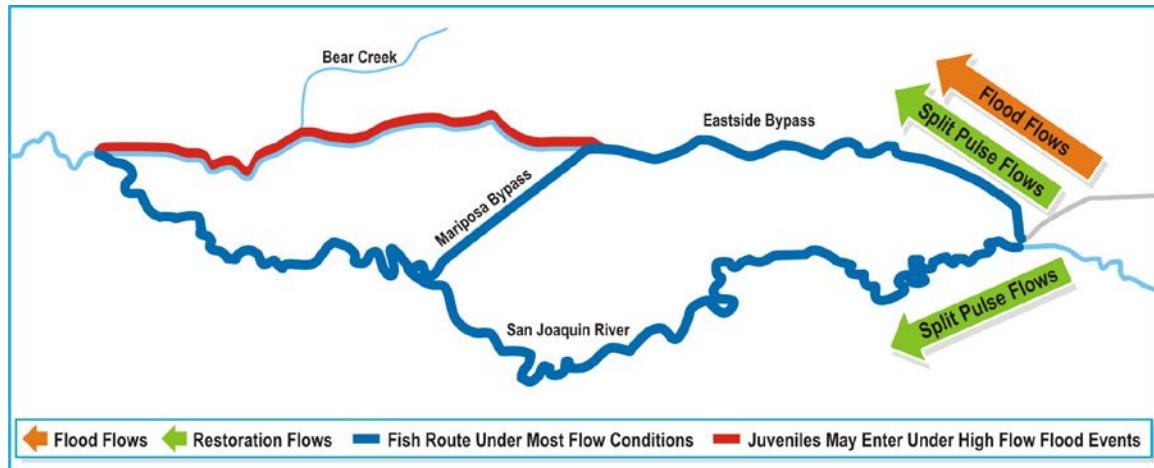 Bear Creek
Eastside Bypass
Flood Flows
Split Pulse Flows
Mariposa Bypass
San Joaquin River
Split Pulse Flows
Flood Flows
Restoration Flows
Fish Route Under Most Flow Conditions
Juveniles May Enter Under High Flow Flood Events